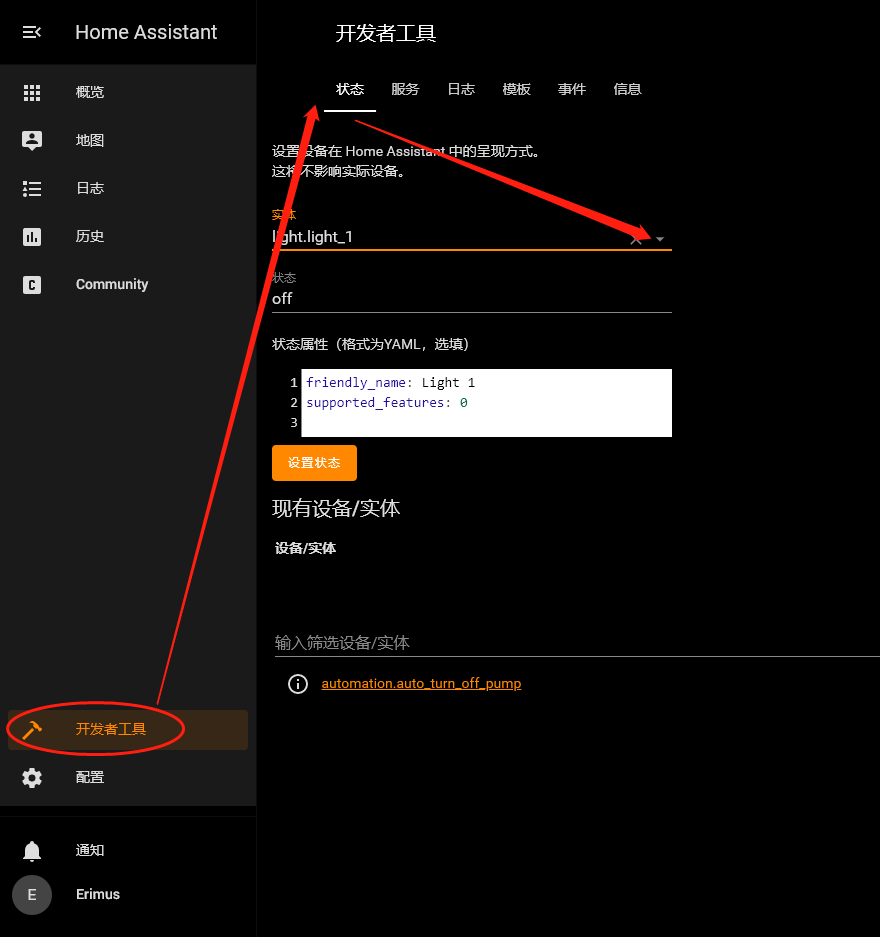 Home Assistant
概览
地图
日志
历史
C
Community
开发者工具
配置
通知
E
Erimus
开发者工具
状态 服务 日志 模板 事件 信息
设置设备在 Home Assistant 中的呈现方式。
这将不影响实际设备。
实体
light.light_1
状态
off
状态属性（格式为YAML，选填）
1 friendly_name: Light 1
2 supported_features: 0
3
设置状态
现有设备/实体
设备/实体
输入筛选设备/实体
automation.auto_turn_off_pump